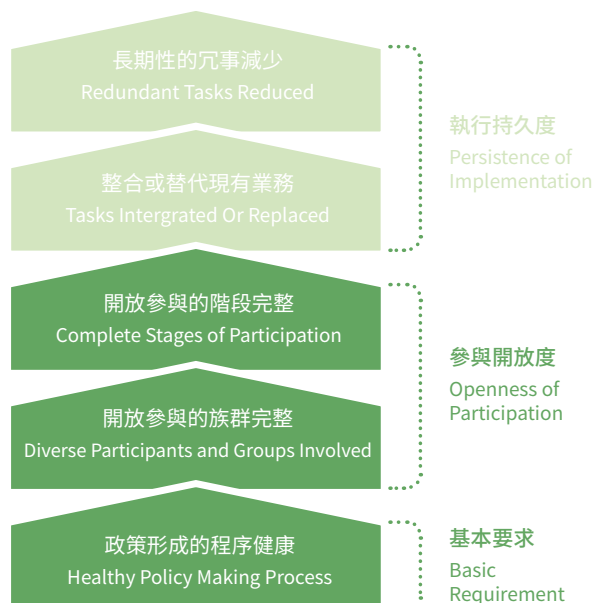 長期性的冗事減少
Redundant Tasks Reduced
執行持久度
Persistence of
Implementation
整合或替代現有業務
Tasks Intergrated Or Replaced
開放參與的階段完整
Complete Stages of Participation
參與開放度
Openness of
Participation
開放參與的族群完整
Diverse Participants and Groups Involved
政策形成的程序健康
Healthy Policy Making Process
基本要求
Basic
Requirement